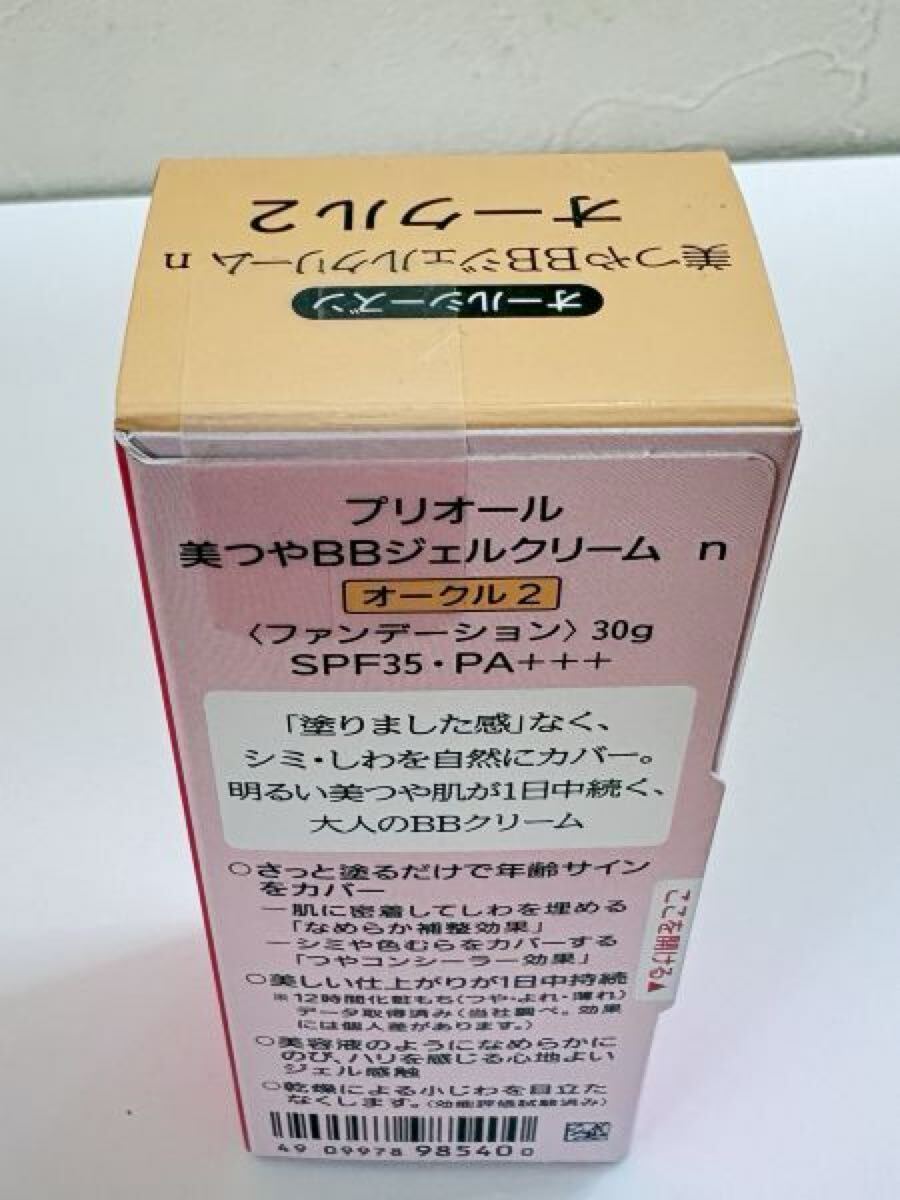 オークル2
美つやBBジェルクリーム n
オールシーズン
プリオール
美つやBBジェルクリーム n
オークル2
〈ファンデーション〉30g
SPF35・PA+++
「塗りました感」なく、
シミ・しわを自然にカバー。
明るい美つや肌が1日中続く、
大人のBBクリーム
○さっと塗るだけで年齢サイン
をカバー
ー肌に密着してしわを埋める
「なめらか補整効果」
ーシミや色むらをカバーする
「つやコンシーラー効果」
○美しい仕上がりが1日中持続
※12時間化粧もち(つや・よれ・薄れ)
データ取得済み(当社調べ。効果
には個人差があります。)
○美容液のようになめらかに
のび、ハリを感じる心地よい
ジェル感触
○乾燥による小じわを目立た
なくします。(効能評価試験済み)
ここを開ける▲
4909978985400